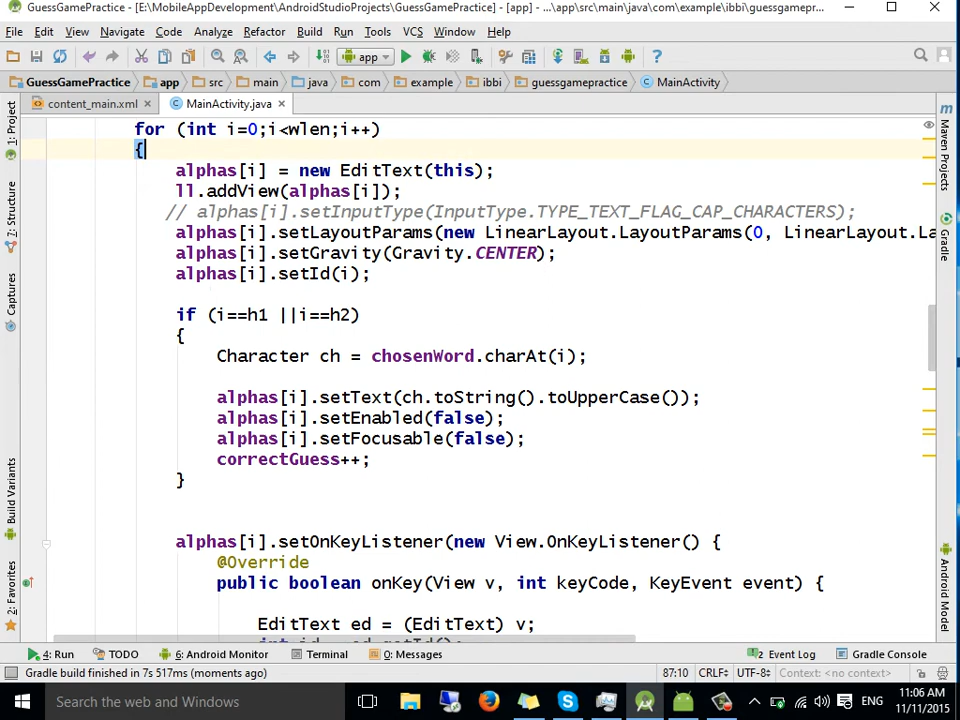 GuessGamePractice - [E:\MobileAppDevelopment\AndroidStudioProjects\GuessGamePractice] - [app] - ...\app\src\main\java\com\example\ibbi\guessgamepr...
File Edit View Navigate Code Analyze Refactor Build Run Tools VCS Window Help
app
GuessGamePractice app src main java com example ibbi guessgamepractice MainActivity
content_main.xml MainActivity.java
for (int i=0;i<wlen;i++)
{
alphas[i] = new EditText(this);
ll.addView(alphas[i]);
// alphas[i].setInputType(InputType.TYPE_TEXT_FLAG_CAP_CHARACTERS);
alphas[i].setLayoutParams(new LinearLayout.LayoutParams(0, LinearLayout.La
alphas[i].setGravity(Gravity.CENTER);
alphas[i].setId(i);
if (i==h1 ||i==h2)
{
Character ch = chosenWord.charAt(i);
alphas[i].setText(ch.toString().toUpperCase());
alphas[i].setEnabled(false);
alphas[i].setFocusable(false);
correctGuess++;
}
alphas[i].setOnKeyListener(new View.OnKeyListener() {
@Override
public boolean onKey(View v, int keyCode, KeyEvent event) {
EditText ed = (EditText) v;
int id = ed.getId();
1: Project
7: Structure
Captures
Build Variants
2: Favorites
Maven Projects
Gradle
Android Model
4: Run TODO 6: Android Monitor Terminal 0: Messages Event Log Gradle Console
Gradle build finished in 7s 517ms (moments ago) 87:10 CRLF UTF-8 Context: <no context>
Search the web and Windows ENG 11:06 AM
11/11/2015